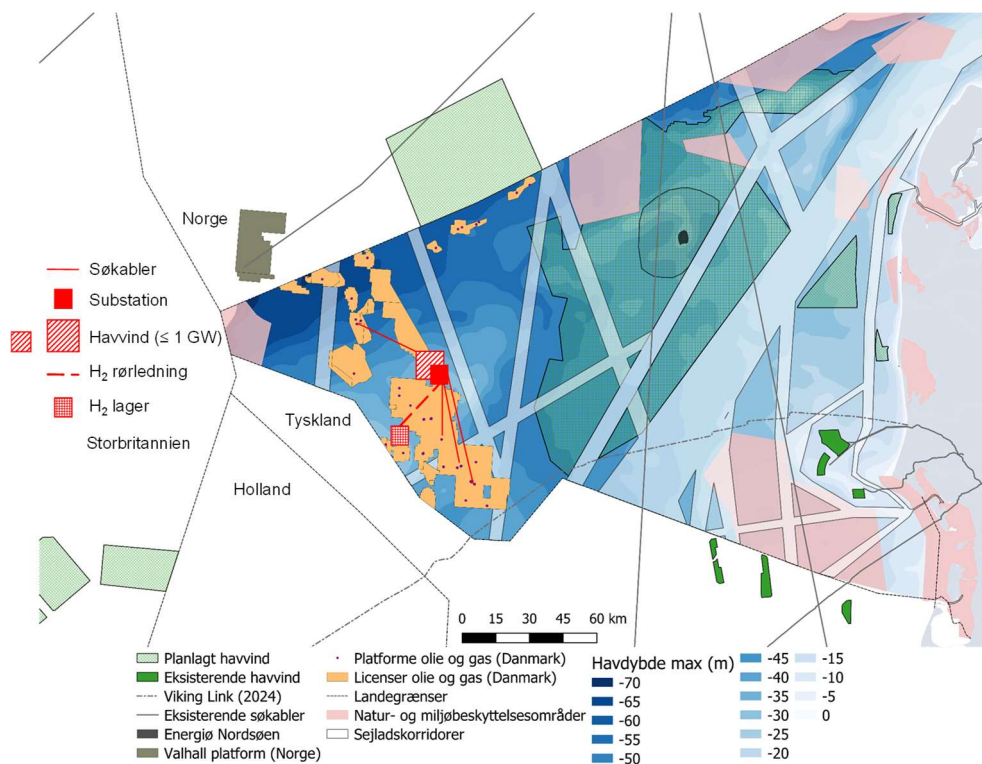 Norge
Søkabler
Substation
Havvind (≤ 1 GW)
H₂ rørledning
H₂ lager
Tyskland
Storbritannien
Holland
0 15 30 45 60 km
Planlagt havvind
Eksisterende havvind
Viking Link (2024)
Eksisterende søkabler
Energiø Nordsøen
Valhall platform (Norge)
Platforme olie og gas (Danmark)
Licenser olie og gas (Danmark)
Landegrænser
Natur- og miljøbeskyttelsesområder
Sejladskorridorer
Havdybde max (m)
-70
-65
-60
-55
-50
-45
-40
-35
-30
-25
-20
-15
-10
-5
0